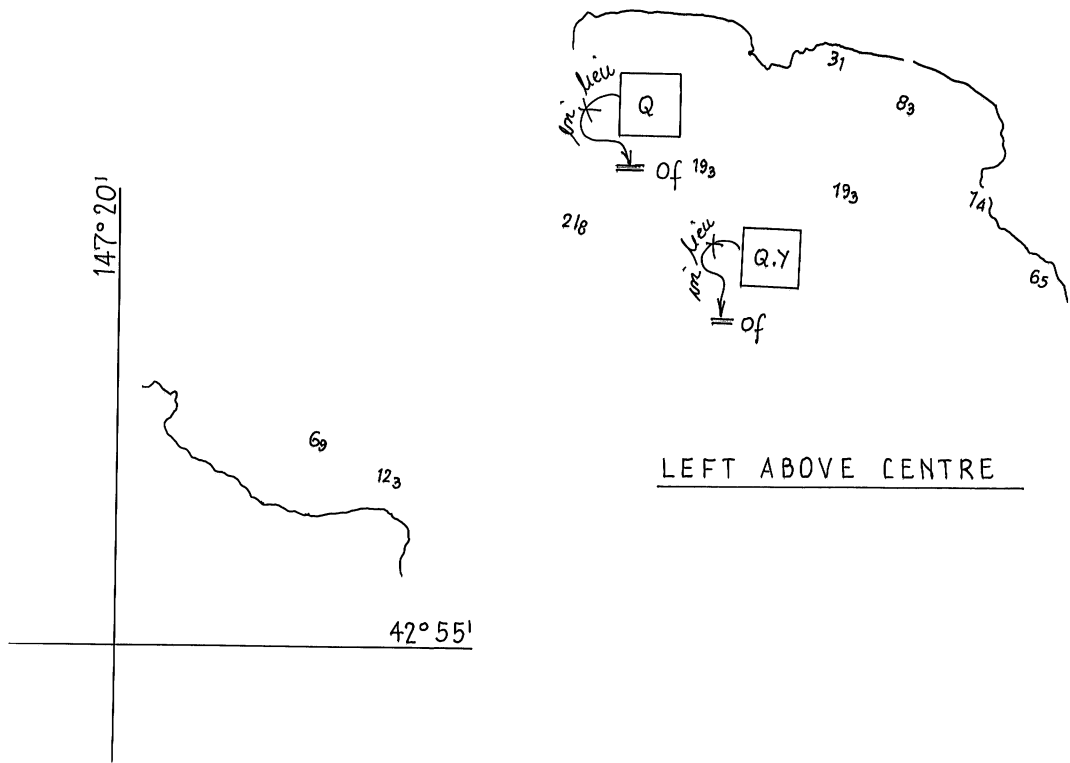 3₁
8₃
in lieu
Q
Of 19₃
19₃
7₄
21₈
in lieu
Q.Y
6₅
Of
147° 20'
6₉
12₃
LEFT ABOVE CENTRE
42° 55'